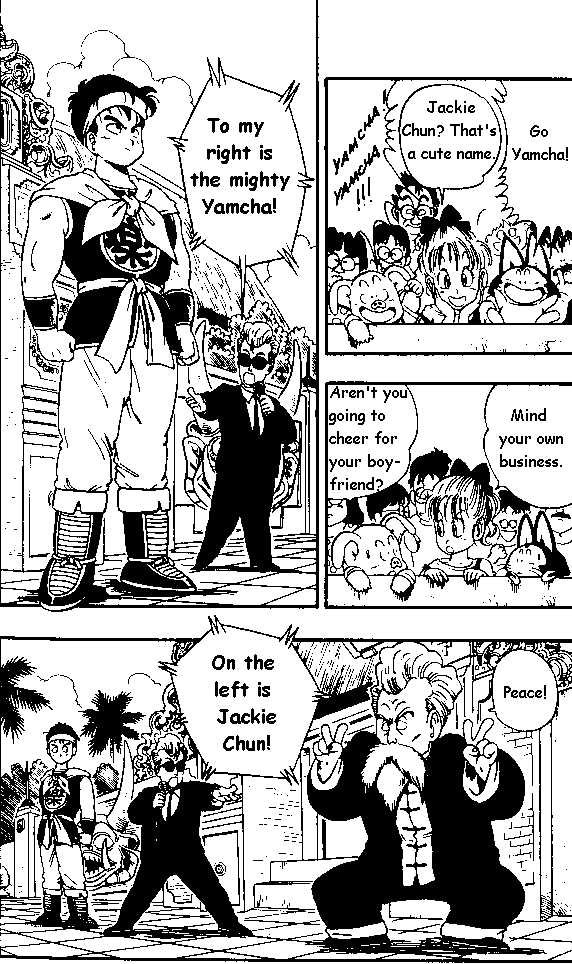 To my
right is
the mighty
Yamcha!
YAMCHA!
YAMCHA
!!!
Jackie
Chun? That's
a cute name.
Go
Yamcha!
樂
Aren't you
going to
cheer for
your boy-
friend?
Mind
your own
business.
On the
left is
Jackie
Chun!
Peace!